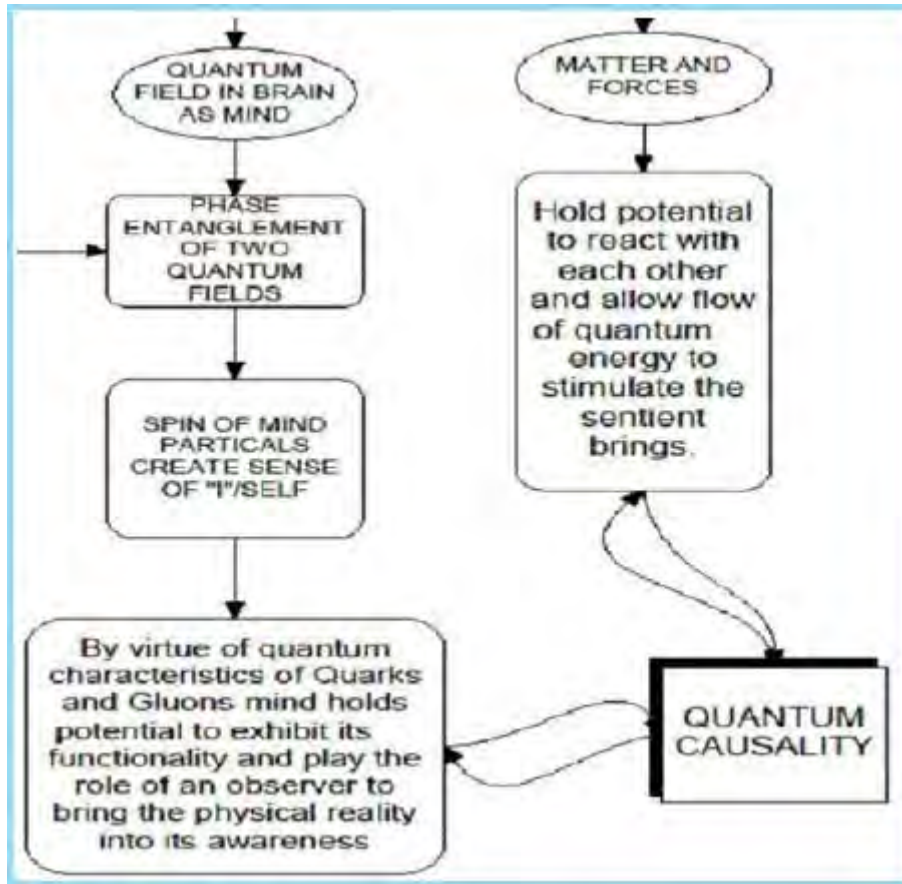 QUANTUM
FIELD IN BRAIN
AS MIND
PHASE
ENTANGLEMENT
OF TWO
QUANTUM
FIELDS
SPIN OF MIND
PARTICALS
CREATE SENSE
OF "I"/SELF
By virtue of quantum
characteristics of Quarks
and Gluons mind holds
potential to exhibit its
functionality and play the
role of an observer to
bring the physical reality
into its awareness
MATTER AND
FORCES
Hold potential
to react with
each other
and allow flow
of quantum
energy to
stimulate the
sentient
brings.
QUANTUM
CAUSALITY